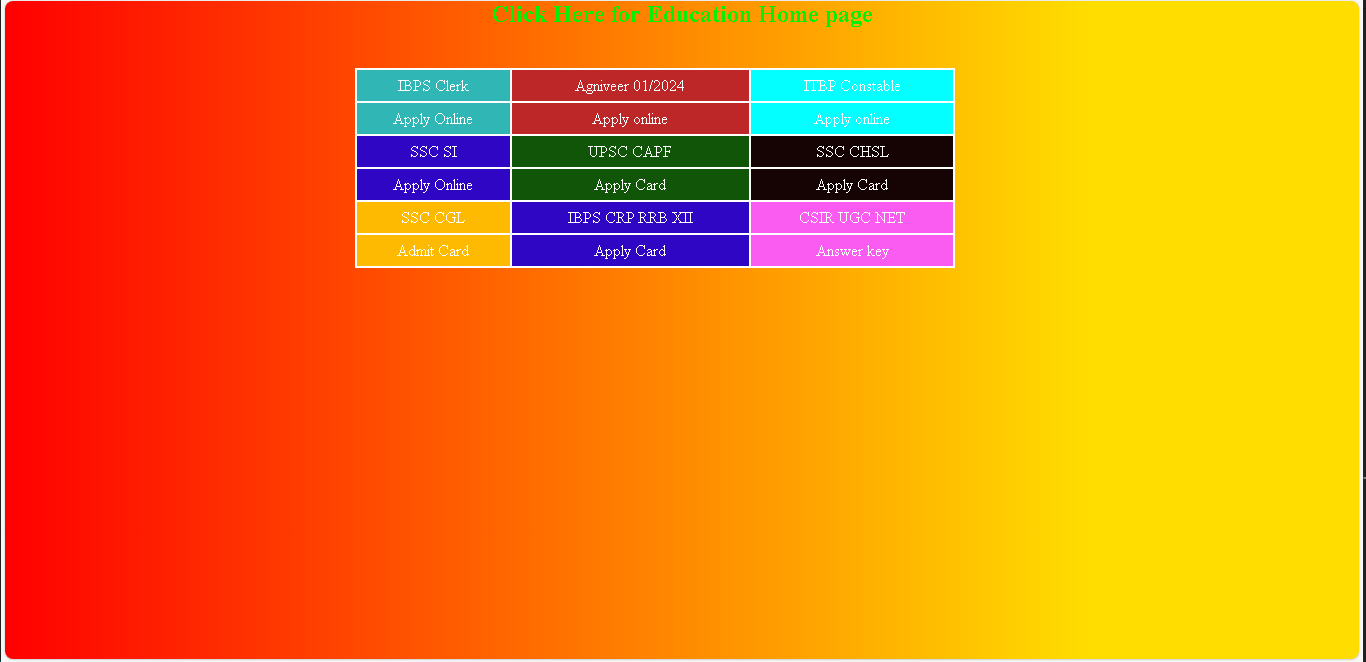 Click Here for Education Home page
IBPS Clerk Agniveer 01/2024 ITBP Constable
Apply Online Apply online Apply online
SSC SI UPSC CAPF SSC CHSL
Apply Online Apply Card Apply Card
SSC CGL IBPS CRP RRB XII CSIR UGC NET
Admit Card Apply Card Answer key